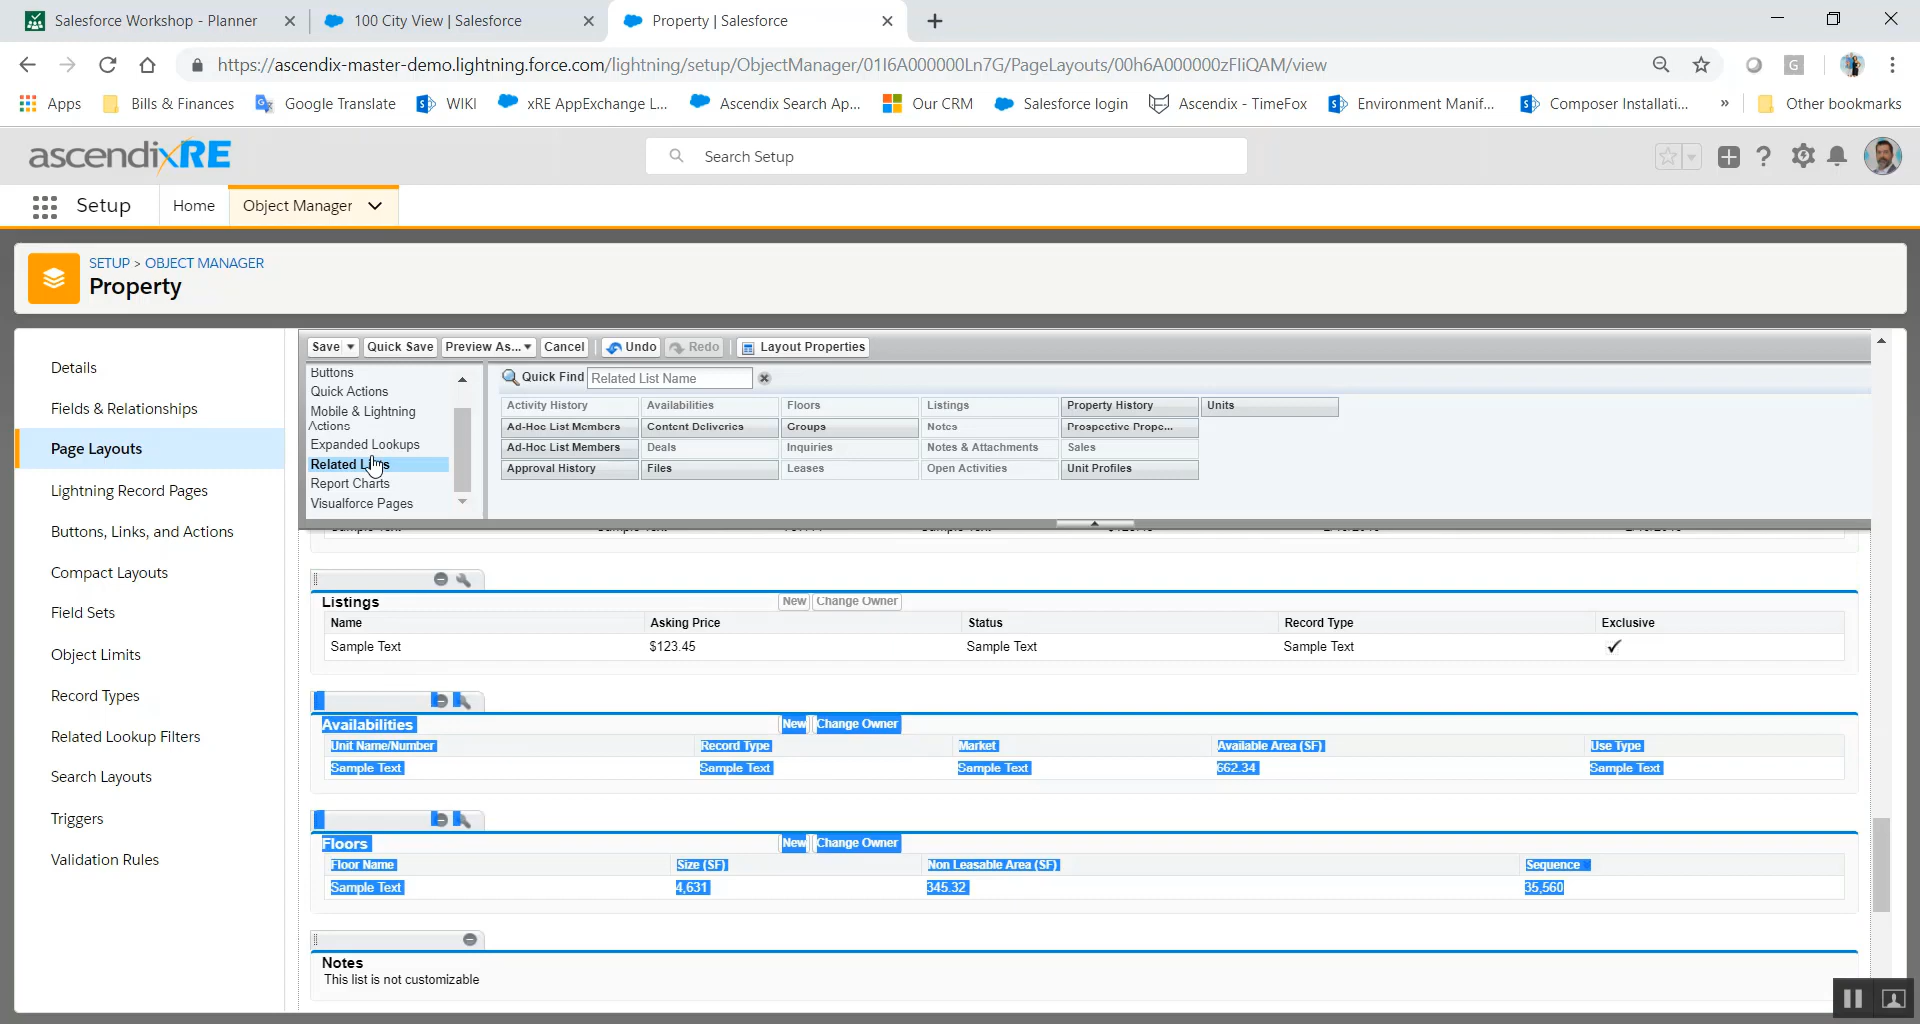 Salesforce Workshop - Planner
100 City View | Salesforce
Property | Salesforce
https://ascendix-master-demo.lightning.force.com/lightning/setup/ObjectManager/01I6A000000Ln7G/PageLayouts/00h6A000000zFIiQAM/view
G
Apps Bills & Finances Google Translate WIKI xRE AppExchange L... Ascendix Search Ap... Our CRM Salesforce login Ascendix - TimeFox Environment Manif... Composer Installati... » Other bookmarks
ascendixRE
Search Setup
Setup Home Object Manager
SETUP > OBJECT MANAGER
Property
Details
Fields & Relationships
Page Layouts
Lightning Record Pages
Buttons, Links, and Actions
Compact Layouts
Field Sets
Object Limits
Record Types
Related Lookup Filters
Search Layouts
Triggers
Validation Rules
Save Quick Save Preview As... Cancel Undo Redo Layout Properties
Buttons
Quick Actions
Mobile & Lightning
Actions
Expanded Lookups
Related Lists
Report Charts
Visualforce Pages
Quick Find Related List Name
Activity History Availabilities Floors Listings Property History Units
Ad-Hoc List Members Content Deliveries Groups Notes Prospective Prope...
Ad-Hoc List Members Deals Inquiries Notes & Attachments Sales
Approval History Files Leases Open Activities Unit Profiles
Listings New Change Owner
Name Asking Price Status Record Type Exclusive
Sample Text $123.45 Sample Text Sample Text
Availabilities New Change Owner
Unit Name/Number Record Type Market Available Area (SF) Use Type
Sample Text Sample Text Sample Text 662.34 Sample Text
Floors New Change Owner
Floor Name Size (SF) Non Leasable Area (SF) Sequence
Sample Text 4,631 345.32 35,560
Notes
This list is not customizable